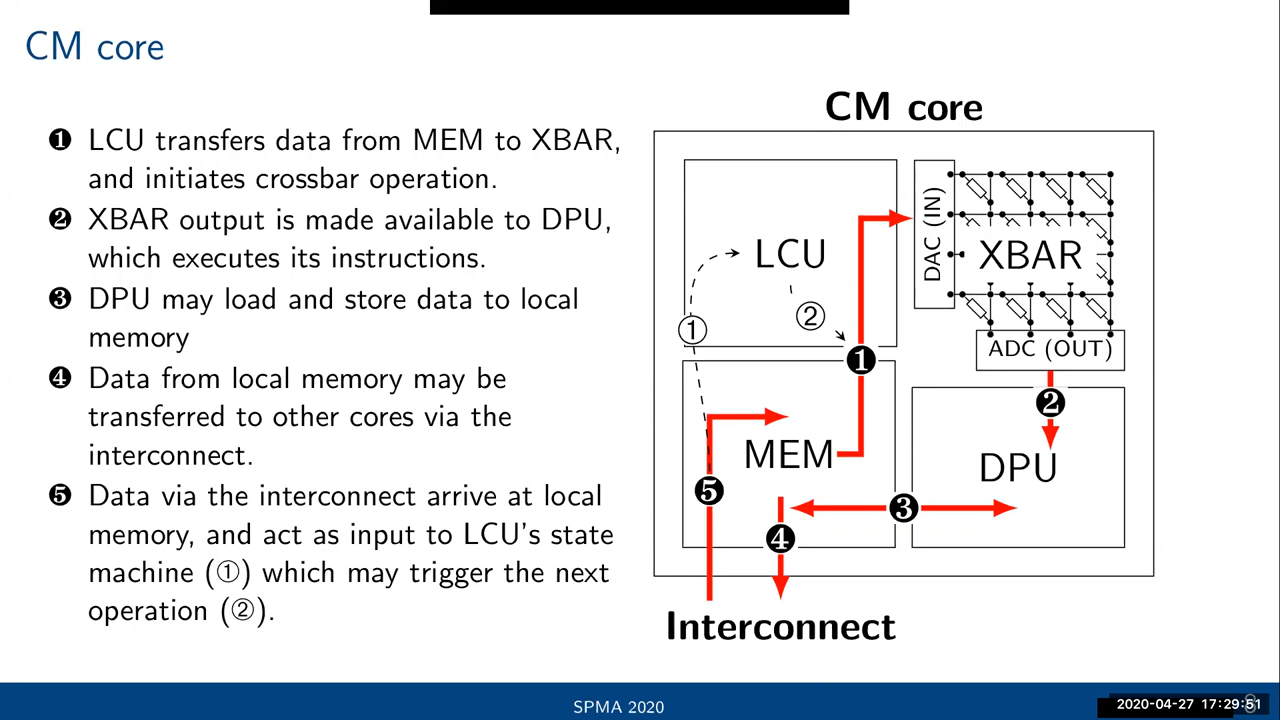 CM core
❶ LCU transfers data from MEM to XBAR,
and initiates crossbar operation.
❷ XBAR output is made available to DPU,
which executes its instructions.
❸ DPU may load and store data to local
memory
❹ Data from local memory may be
transferred to other cores via the
interconnect.
❺ Data via the interconnect arrive at local
memory, and act as input to LCU's state
machine (①) which may trigger the next
operation (②).
CM core
LCU
DAC (IN)
XBAR
①
②
ADC (OUT)
❶
❷
MEM
DPU
❺
❸
❹
Interconnect
SPMA 2020
2020-04-27 17:29:51